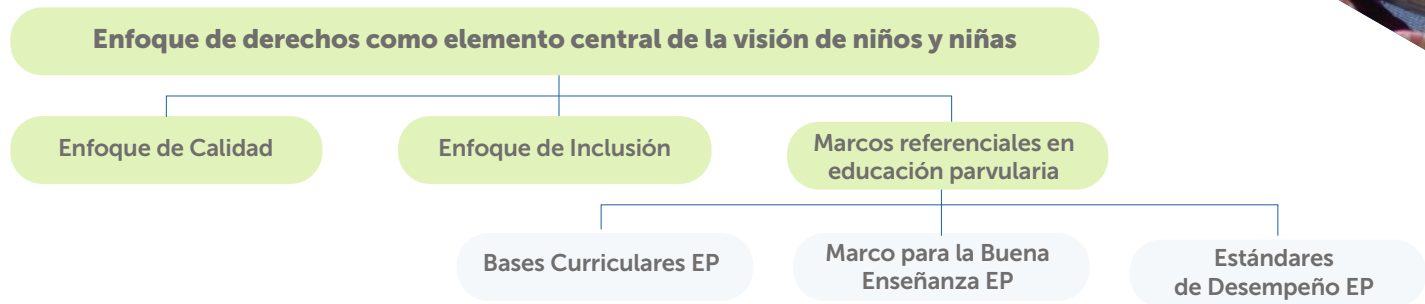 Enfoque de derechos como elemento central de la visión de niños y niñas
Enfoque de Calidad
Enfoque de Inclusión
Marcos referenciales en
educación parvularia
Bases Curriculares EP
Marco para la Buena
Enseñanza EP
Estándares
de Desempeño EP